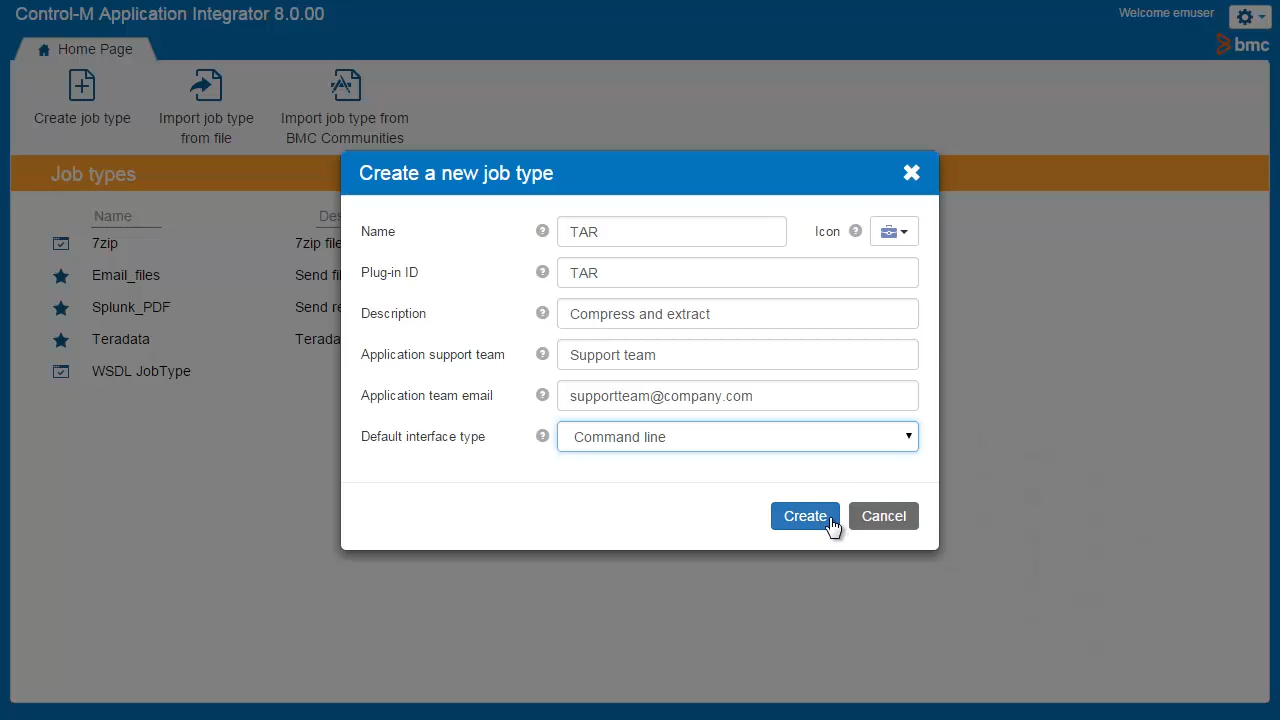 Control-M Application Integrator 8.0.00
Welcome emuser
bmc
Home Page
Create job type
Import job type
from file
Import job type from
BMC Communities
Job types
Name
Des
7zip
7zip file
Email_files
Send fi
Splunk_PDF
Send re
Teradata
Terada
WSDL JobType
Create a new job type
Name
TAR
Icon
Plug-in ID
TAR
Description
Compress and extract
Application support team
Support team
Application team email
supportteam@company.com
Default interface type
Command line
Create
Cancel